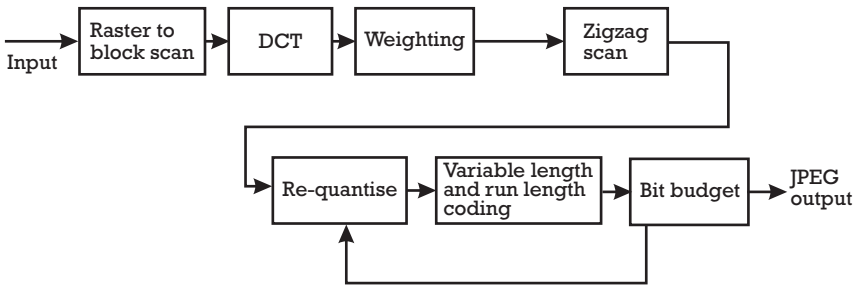 Input
Raster to
block scan
DCT
Weighting
Zigzag
scan
Re-quantise
Variable length
and run length
coding
Bit budget
JPEG
output